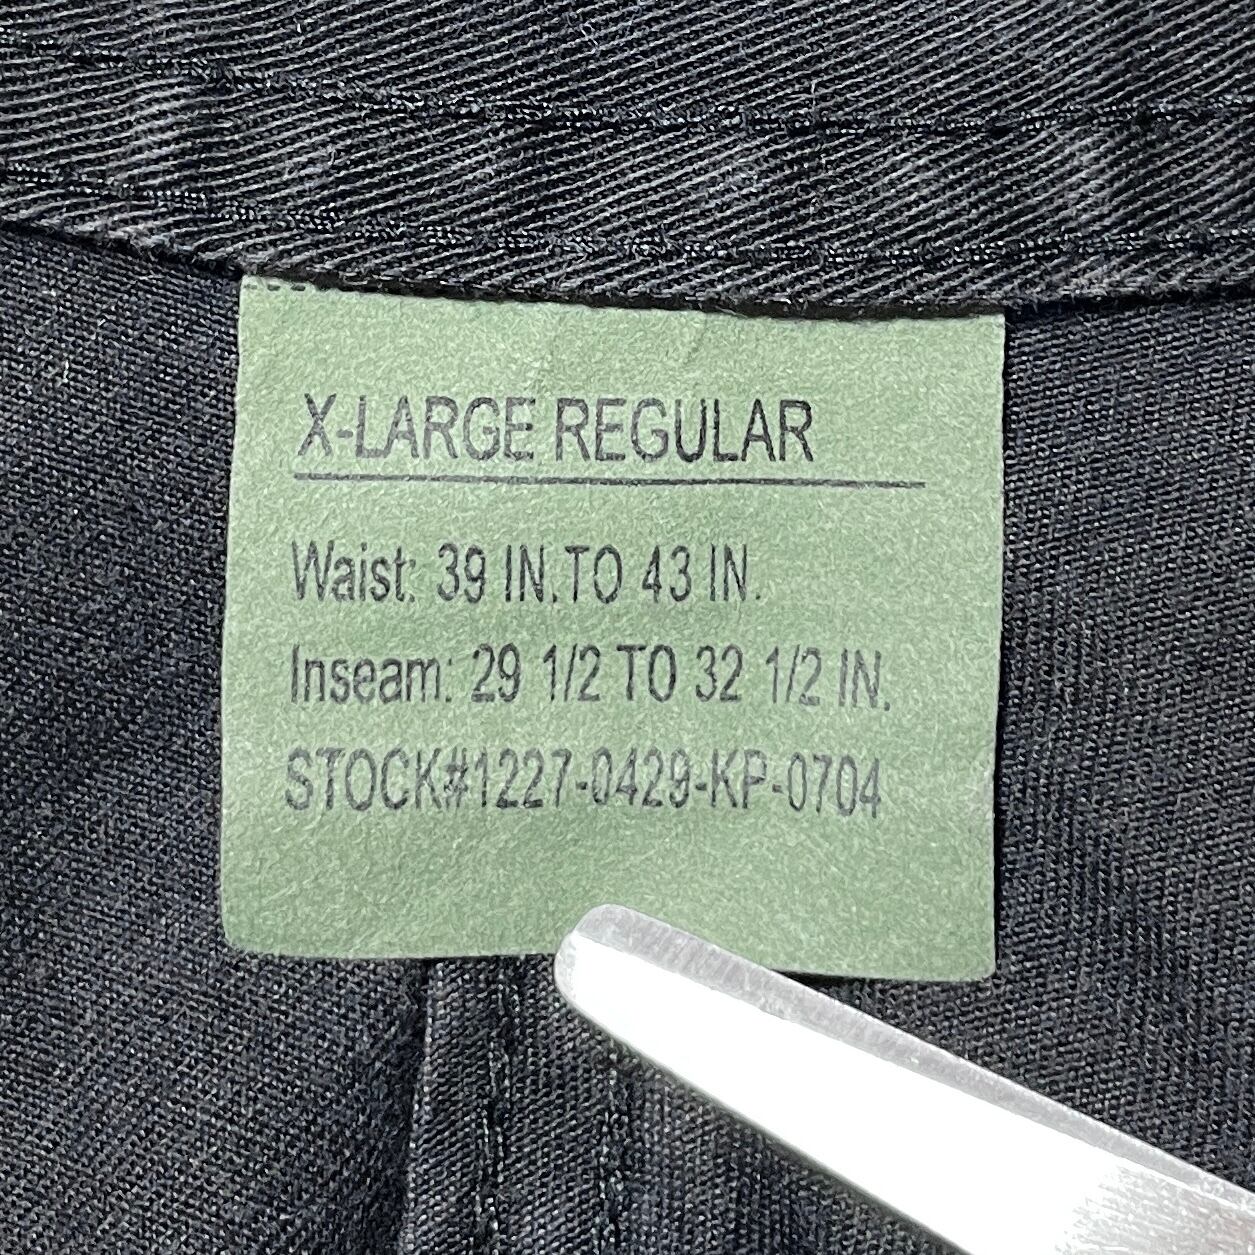 X-LARGE REGULAR
Waist: 39 IN.TO 43 IN.
Inseam: 29 1/2 TO 32 1/2 IN.
STOCK#1227-0429-KP-0704